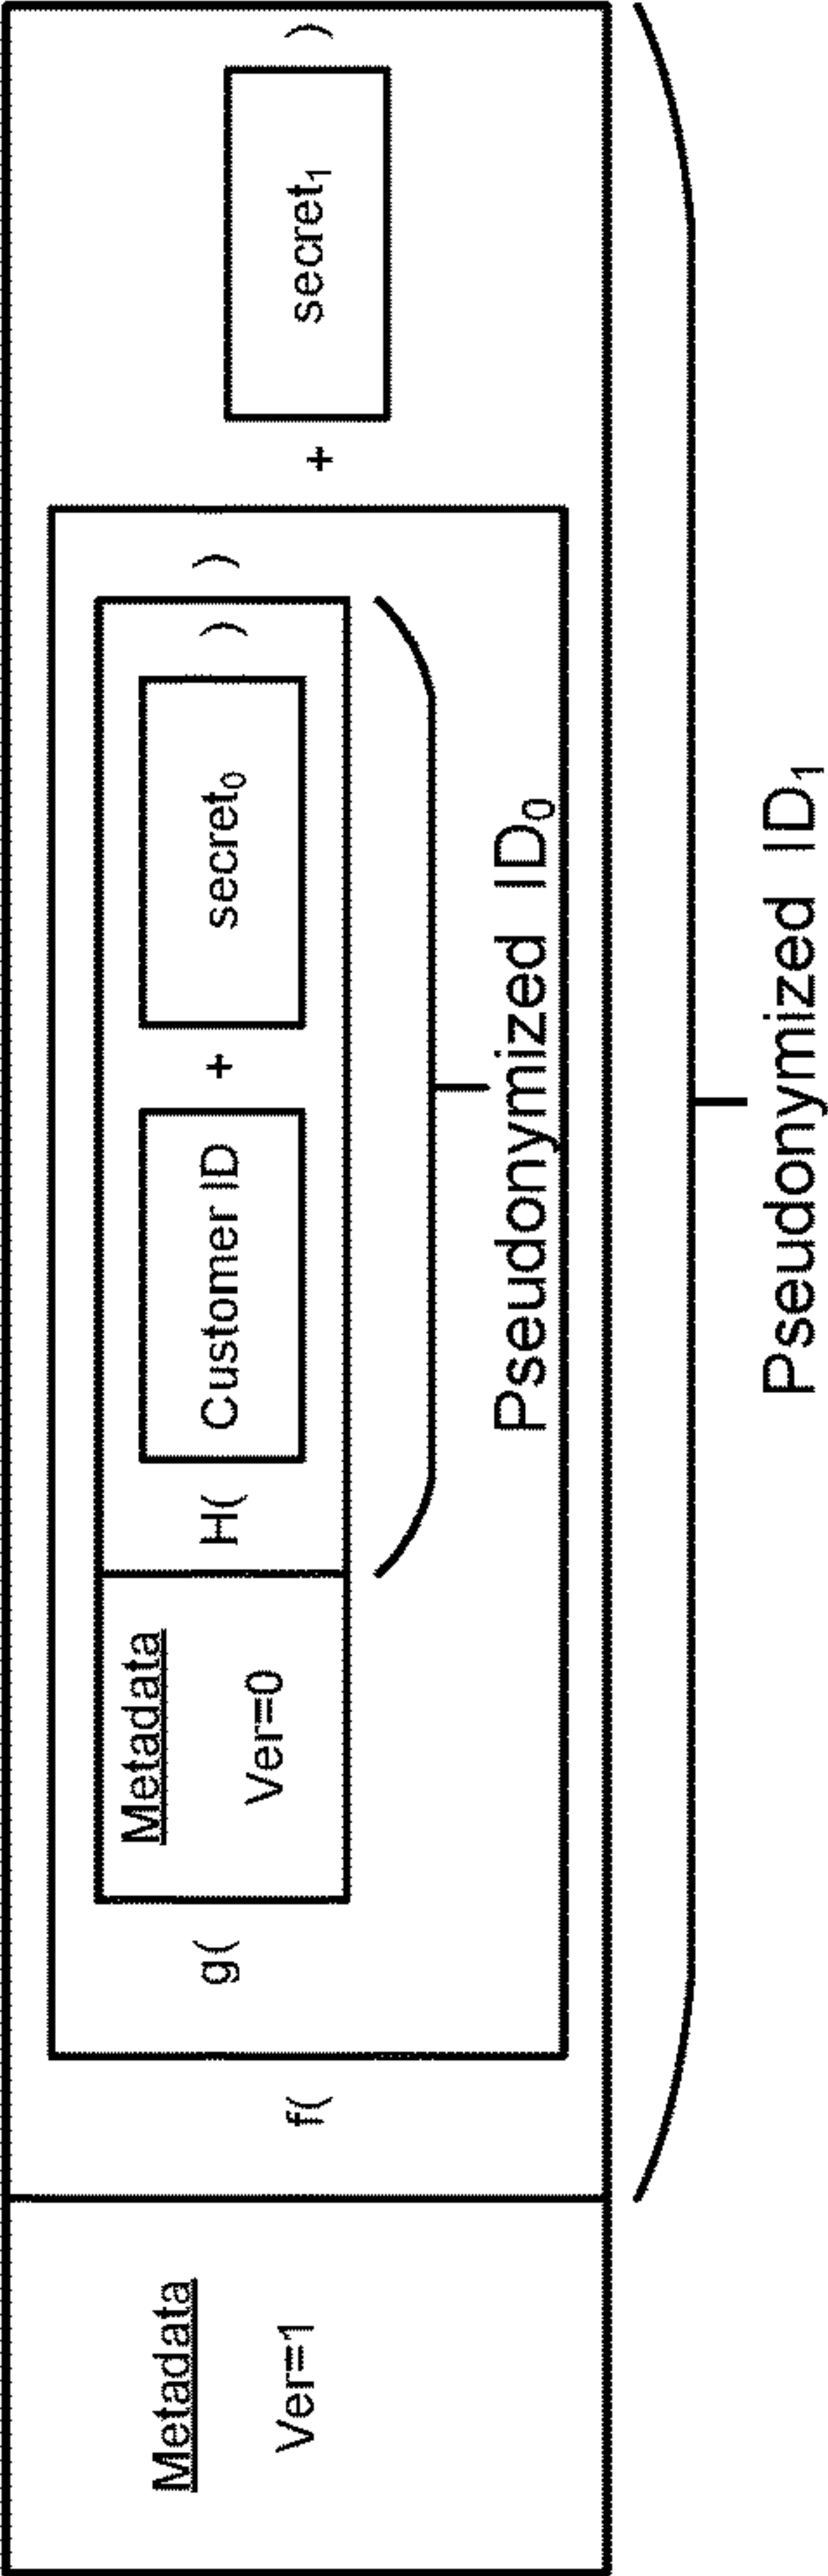 Metadata
Ver=1
f(
g(
Metadata
Ver=0
H(
Customer ID
+
secret₀
)
)
+
secret₁
)
Pseudonymized ID₀
Pseudonymized ID₁